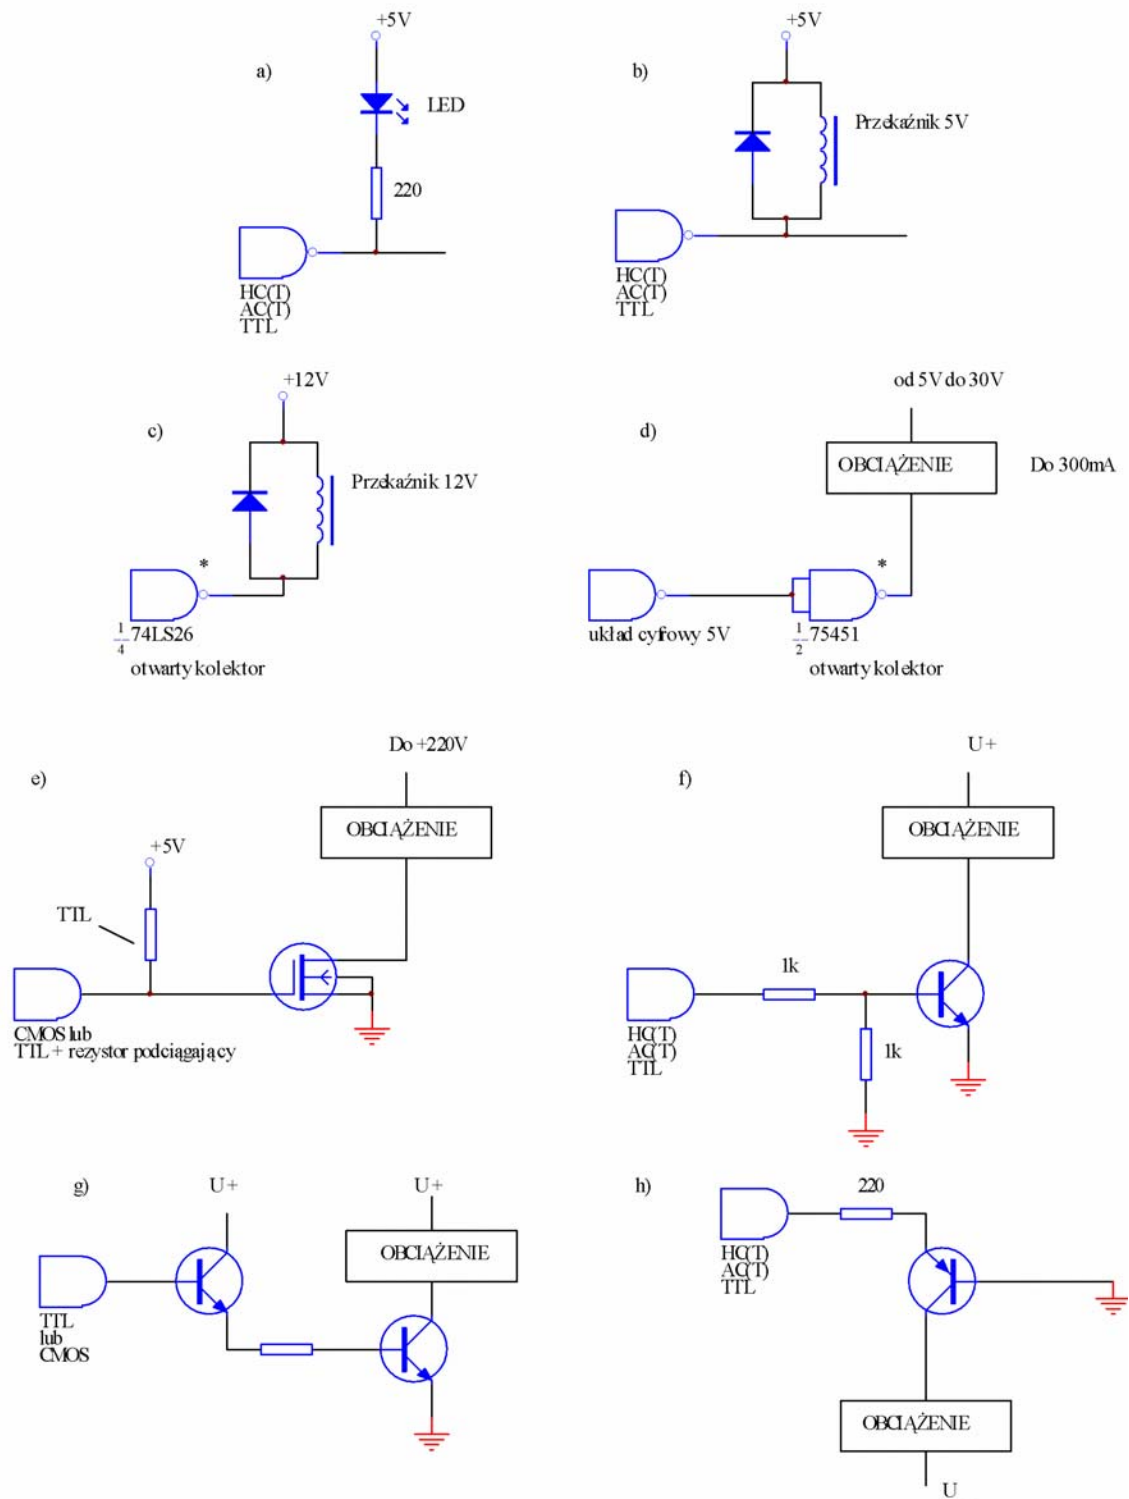 +5V
a)
LED
220
HC(T)
AC(T)
TTL
+5V
b)
Przekaźnik 5V
HC(T)
AC(T)
TTL
+12V
c)
Przekaźnik 12V
*
1/4 74LS26
otwarty kolektor
od 5V do 30V
d)
OBCIĄŻENIE
Do 300mA
*
układ cyfrowy 5V
1/2 75451
otwarty kolektor
Do +220V
e)
OBCIĄŻENIE
+5V
TTL
CMOS lub
TTL + rezystor podciągający
U+
f)
OBCIĄŻENIE
1k
HC(T)
AC(T)
TTL
1k
g)
U+
U+
OBCIĄŻENIE
TTL
lub
CMOS
h)
220
HC(T)
AC(T)
TTL
OBCIĄŻENIE
U